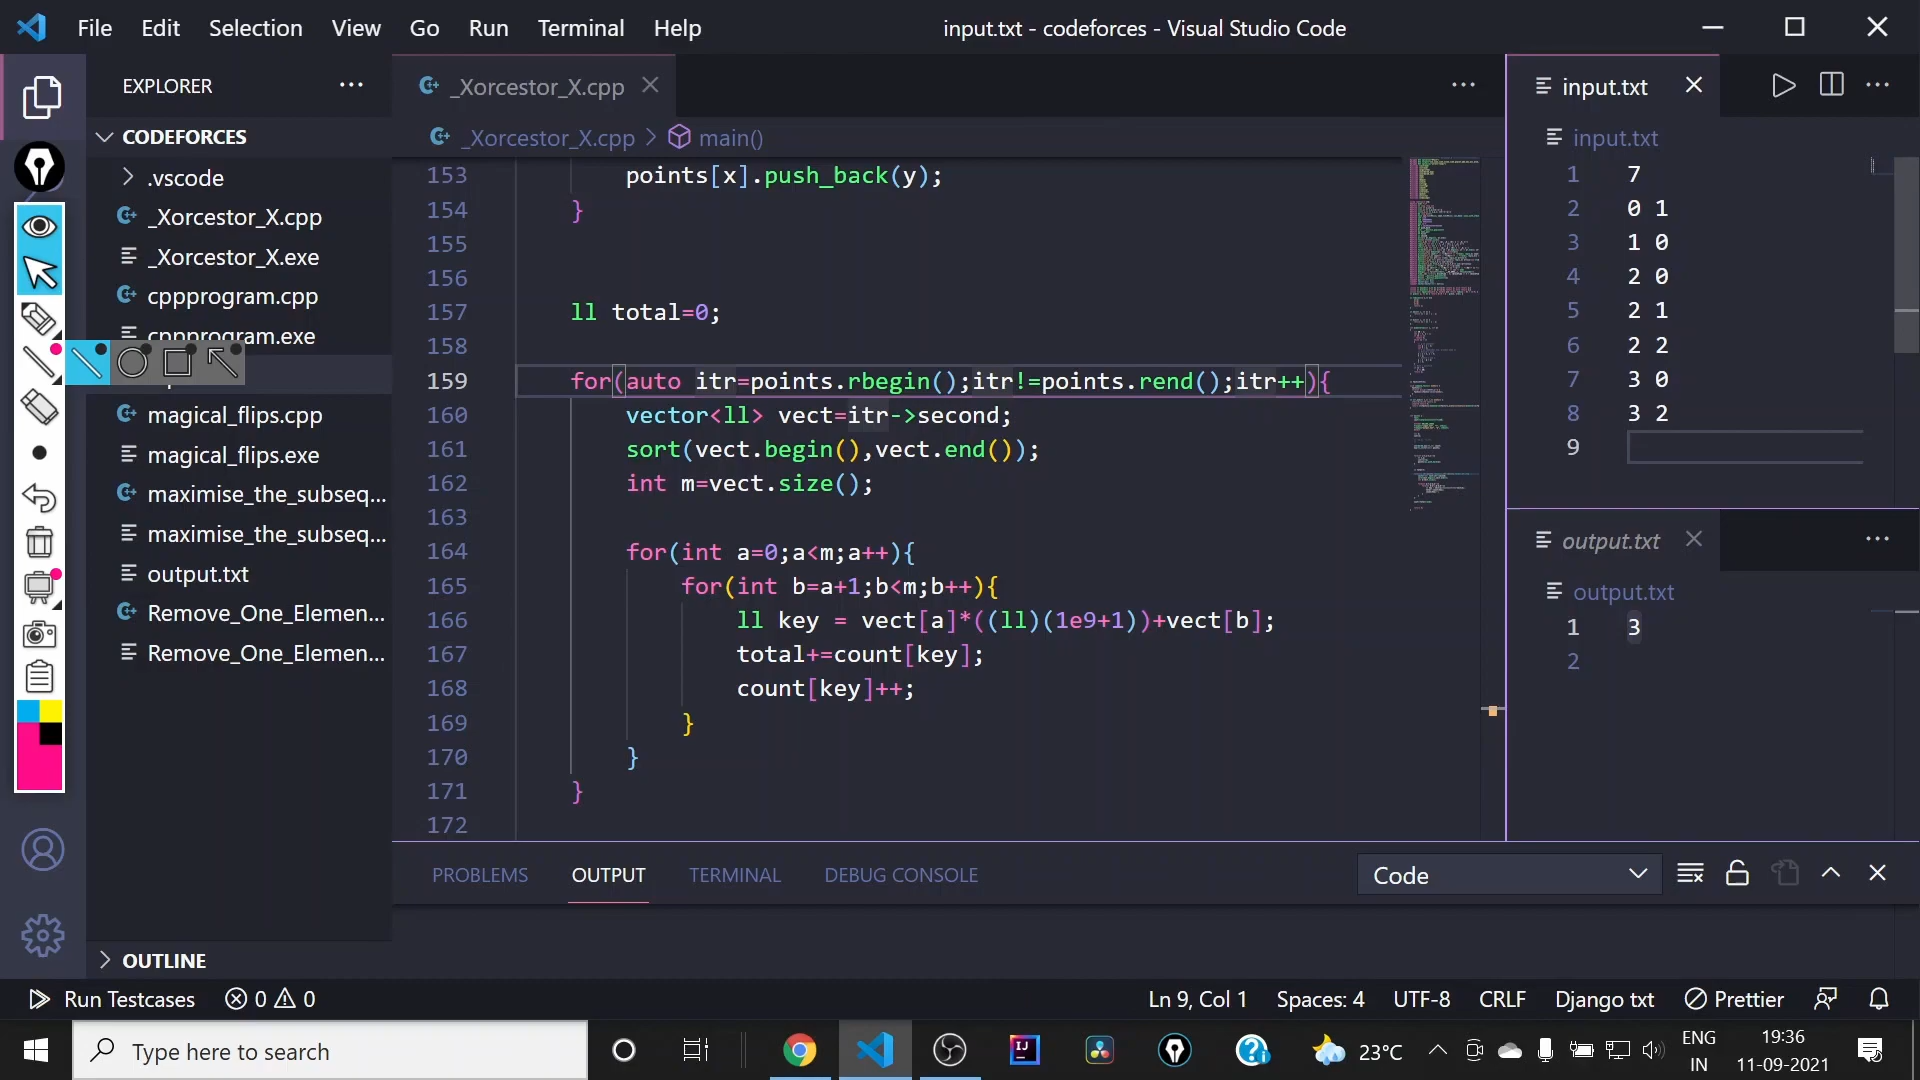 File Edit Selection View Go Run Terminal Help
input.txt - codeforces - Visual Studio Code
EXPLORER
CODEFORCES
.vscode
_Xorcestor_X.cpp
_Xorcestor_X.exe
cppprogram.cpp
cppprogram.exe
magical_flips.cpp
magical_flips.exe
maximise_the_subseq...
maximise_the_subseq...
output.txt
Remove_One_Elemen...
Remove_One_Elemen...
OUTLINE
_Xorcestor_X.cpp
_Xorcestor_X.cpp > main()
153 points[x].push_back(y);
154 }
155
156
157 ll total=0;
158
159 for(auto itr=points.rbegin();itr!=points.rend();itr++){
160 vector<ll> vect=itr->second;
161 sort(vect.begin(),vect.end());
162 int m=vect.size();
163
164 for(int a=0;a<m;a++){
165 for(int b=a+1;b<m;b++){
166 ll key = vect[a]*((ll)(1e9+1))+vect[b];
167 total+=count[key];
168 count[key]++;
169 }
170 }
171 }
172
input.txt
input.txt
1 7
2 0 1
3 1 0
4 2 0
5 2 1
6 2 2
7 3 0
8 3 2
9
output.txt
output.txt
1 3
2
PROBLEMS OUTPUT TERMINAL DEBUG CONSOLE
Code
Run Testcases 0 0
Ln 9, Col 1 Spaces: 4 UTF-8 CRLF Django txt Prettier
Type here to search
IJ
23°C
ENG
IN
19:36
11-09-2021